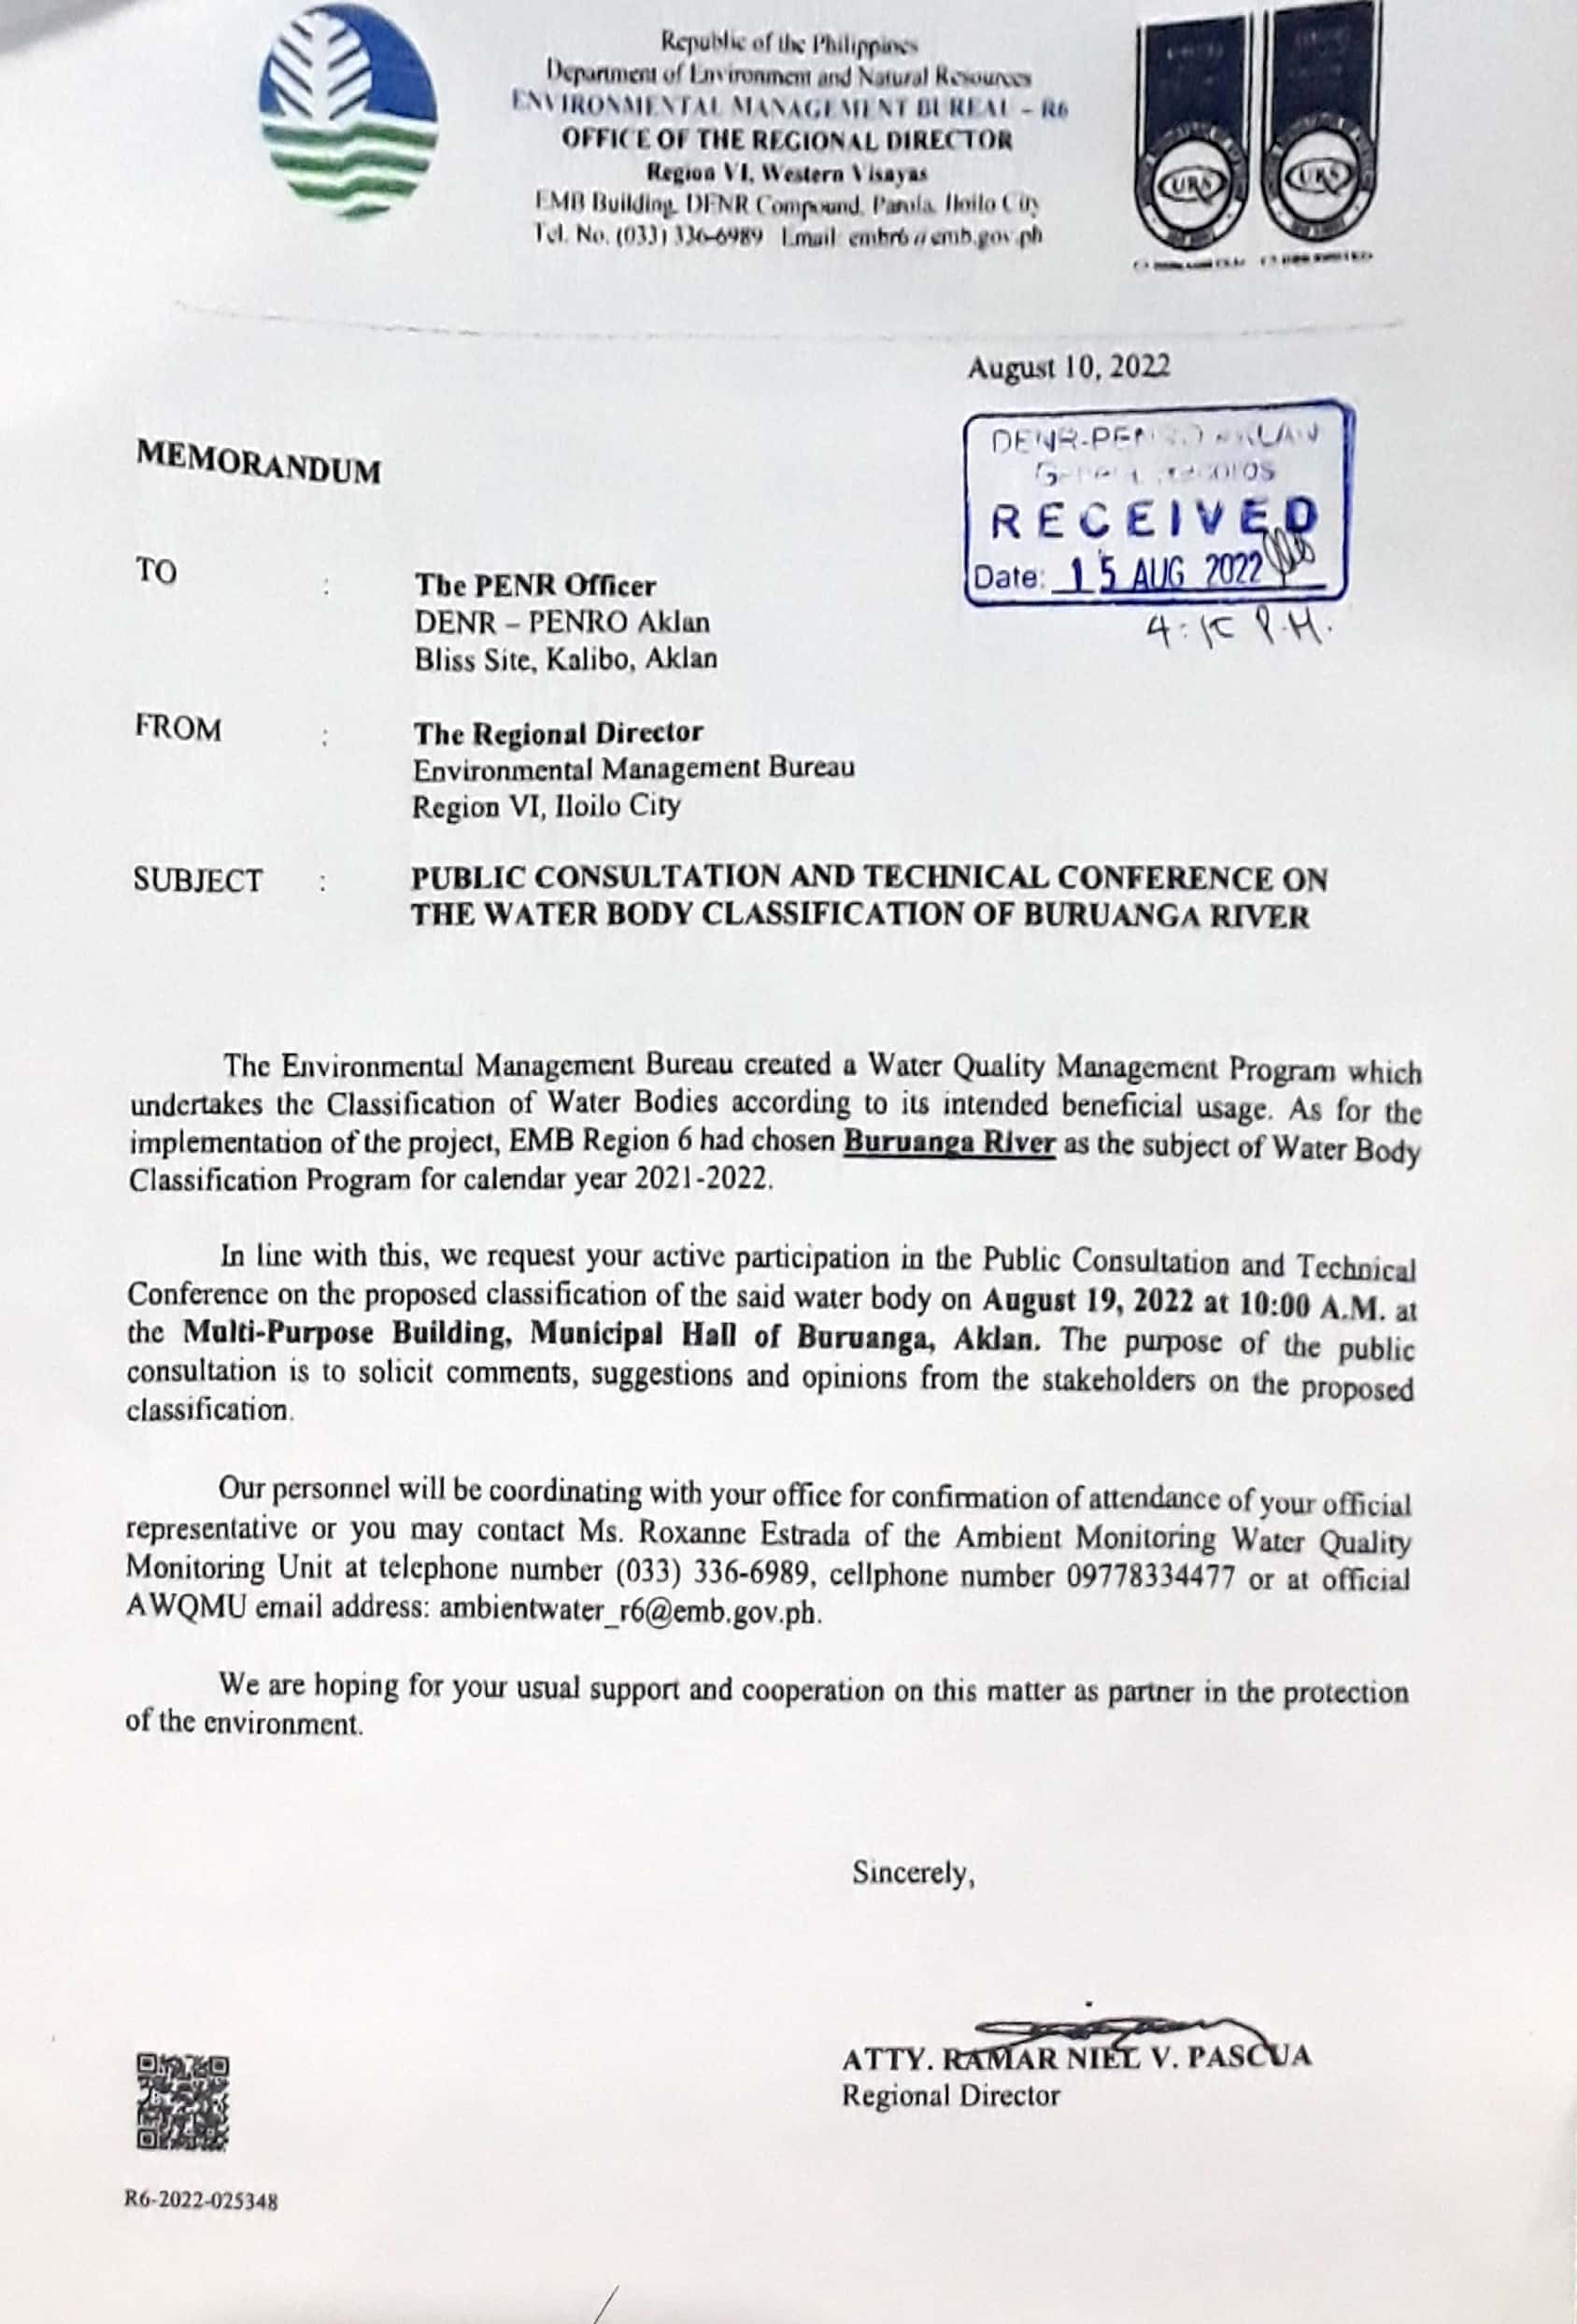 Republic of the Philippines
Department of Environment and Natural Resources
ENVIRONMENTAL MANAGEMENT BUREAU - R6
OFFICE OF THE REGIONAL DIRECTOR
Region VI, Western Visayas
EMB Building, DENR Compound, Parola, Iloilo City
Tel. No. (033) 336-6989 Email: embr6@emb.gov.ph
URS URS
August 10, 2022
DENR-PENRO AKLAN
RECEIVED
Date: 15 AUG 2022
4:15 P.M.
MEMORANDUM
TO : The PENR Officer
DENR – PENRO Aklan
Bliss Site, Kalibo, Aklan
FROM : The Regional Director
Environmental Management Bureau
Region VI, Iloilo City
SUBJECT : PUBLIC CONSULTATION AND TECHNICAL CONFERENCE ON
THE WATER BODY CLASSIFICATION OF BURUANGA RIVER
The Environmental Management Bureau created a Water Quality Management Program which
undertakes the Classification of Water Bodies according to its intended beneficial usage. As for the
implementation of the project, EMB Region 6 had chosen Buruanga River as the subject of Water Body
Classification Program for calendar year 2021-2022.
In line with this, we request your active participation in the Public Consultation and Technical
Conference on the proposed classification of the said water body on August 19, 2022 at 10:00 A.M. at
the Multi-Purpose Building, Municipal Hall of Buruanga, Aklan. The purpose of the public
consultation is to solicit comments, suggestions and opinions from the stakeholders on the proposed
classification.
Our personnel will be coordinating with your office for confirmation of attendance of your official
representative or you may contact Ms. Roxanne Estrada of the Ambient Monitoring Water Quality
Monitoring Unit at telephone number (033) 336-6989, cellphone number 09778334477 or at official
AWQMU email address: ambientwater_r6@emb.gov.ph.
We are hoping for your usual support and cooperation on this matter as partner in the protection
of the environment.
Sincerely,
ATTY. RAMAR NIEL V. PASCUA
Regional Director
R6-2022-025348